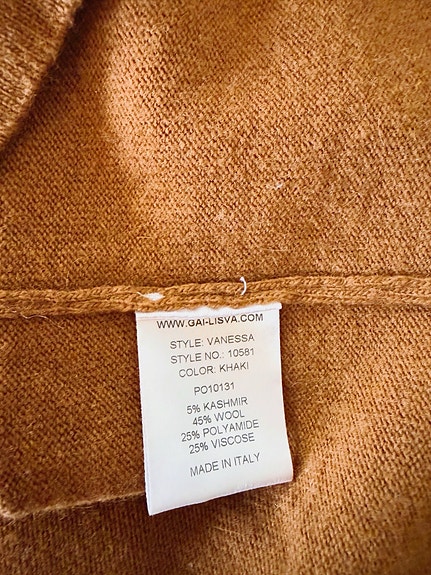 WWW.GAI-LISVA.COM
STYLE: VANESSA
STYLE NO.: 10581
COLOR: KHAKI
PO10131
5% KASHMIR
45% WOOL
25% POLYAMIDE
25% VISCOSE
MADE IN ITALY